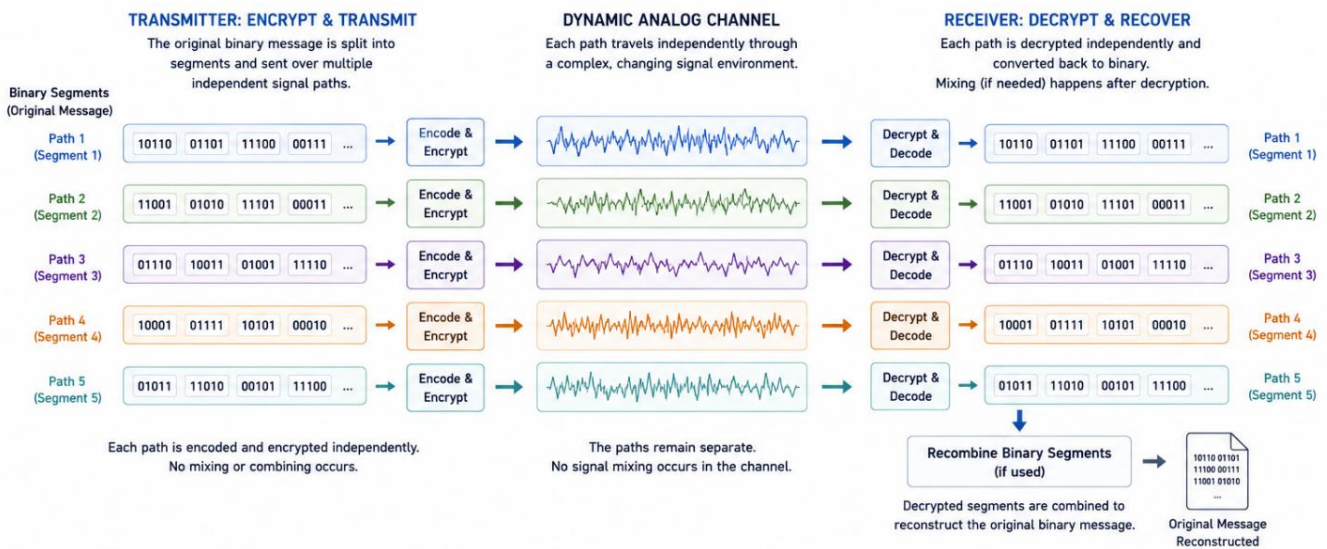 TRANSMITTER: ENCRYPT & TRANSMIT
The original binary message is split into
segments and sent over multiple
independent signal paths.
DYNAMIC ANALOG CHANNEL
Each path travels independently through
a complex, changing signal environment.
RECEIVER: DECRYPT & RECOVER
Each path is decrypted independently and
converted back to binary.
Mixing (if needed) happens after decryption.
Binary Segments
(Original Message)
Path 1
(Segment 1)
10110 01101 11100 00111 ...
Encode &
Encrypt
Decrypt &
Decode
10110 01101 11100 00111 ...
Path 1
(Segment 1)
Path 2
(Segment 2)
11001 01010 11101 00011 ...
Encode &
Encrypt
Decrypt &
Decode
11001 01010 11101 00011 ...
Path 2
(Segment 2)
Path 3
(Segment 3)
01110 10011 01001 11110 ...
Encode &
Encrypt
Decrypt &
Decode
01110 10011 01001 11110 ...
Path 3
(Segment 3)
Path 4
(Segment 4)
10001 01111 10101 00010 ...
Encode &
Encrypt
Decrypt &
Decode
10001 01111 10101 00010 ...
Path 4
(Segment 4)
Path 5
(Segment 5)
01011 11010 00101 11100 ...
Encode &
Encrypt
Decrypt &
Decode
01011 11010 00101 11100 ...
Path 5
(Segment 5)
Each path is encoded and encrypted independently.
No mixing or combining occurs.
The paths remain separate.
No signal mixing occurs in the channel.
Recombine Binary Segments
(if used)
Decrypted segments are combined to
reconstruct the original binary message.
10110 01101
11100 00111
11001 01010
...
Original Message
Reconstructed